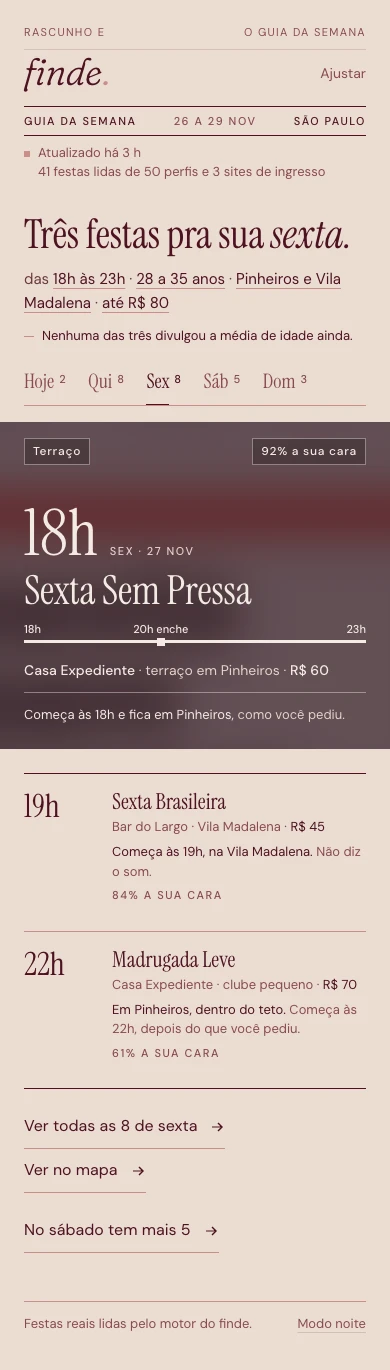 RASCUNHO E O GUIA DA SEMANA
finde. Ajustar
GUIA DA SEMANA 26 A 29 NOV SÃO PAULO
Atualizado há 3 h
41 festas lidas de 50 perfis e 3 sites de ingresso
Três festas pra sua sexta.
das 18h às 23h · 28 a 35 anos · Pinheiros e Vila
Madalena · até R$ 80
— Nenhuma das três divulgou a média de idade ainda.
Hoje 2 Qui 8 Sex 8 Sáb 5 Dom 3
Terraço 92% a sua cara
18h SEX · 27 NOV
Sexta Sem Pressa
18h 20h enche 23h
Casa Expediente · terraço em Pinheiros · R$ 60
Começa às 18h e fica em Pinheiros, como você pediu.
19h Sexta Brasileira
Bar do Largo · Vila Madalena · R$ 45
Começa às 19h, na Vila Madalena. Não diz
o som.
84% A SUA CARA
22h Madrugada Leve
Casa Expediente · clube pequeno · R$ 70
Em Pinheiros, dentro do teto. Começa às
22h, depois do que você pediu.
61% A SUA CARA
Ver todas as 8 de sexta →
Ver no mapa →
No sábado tem mais 5 →
Festas reais lidas pelo motor do finde. Modo noite